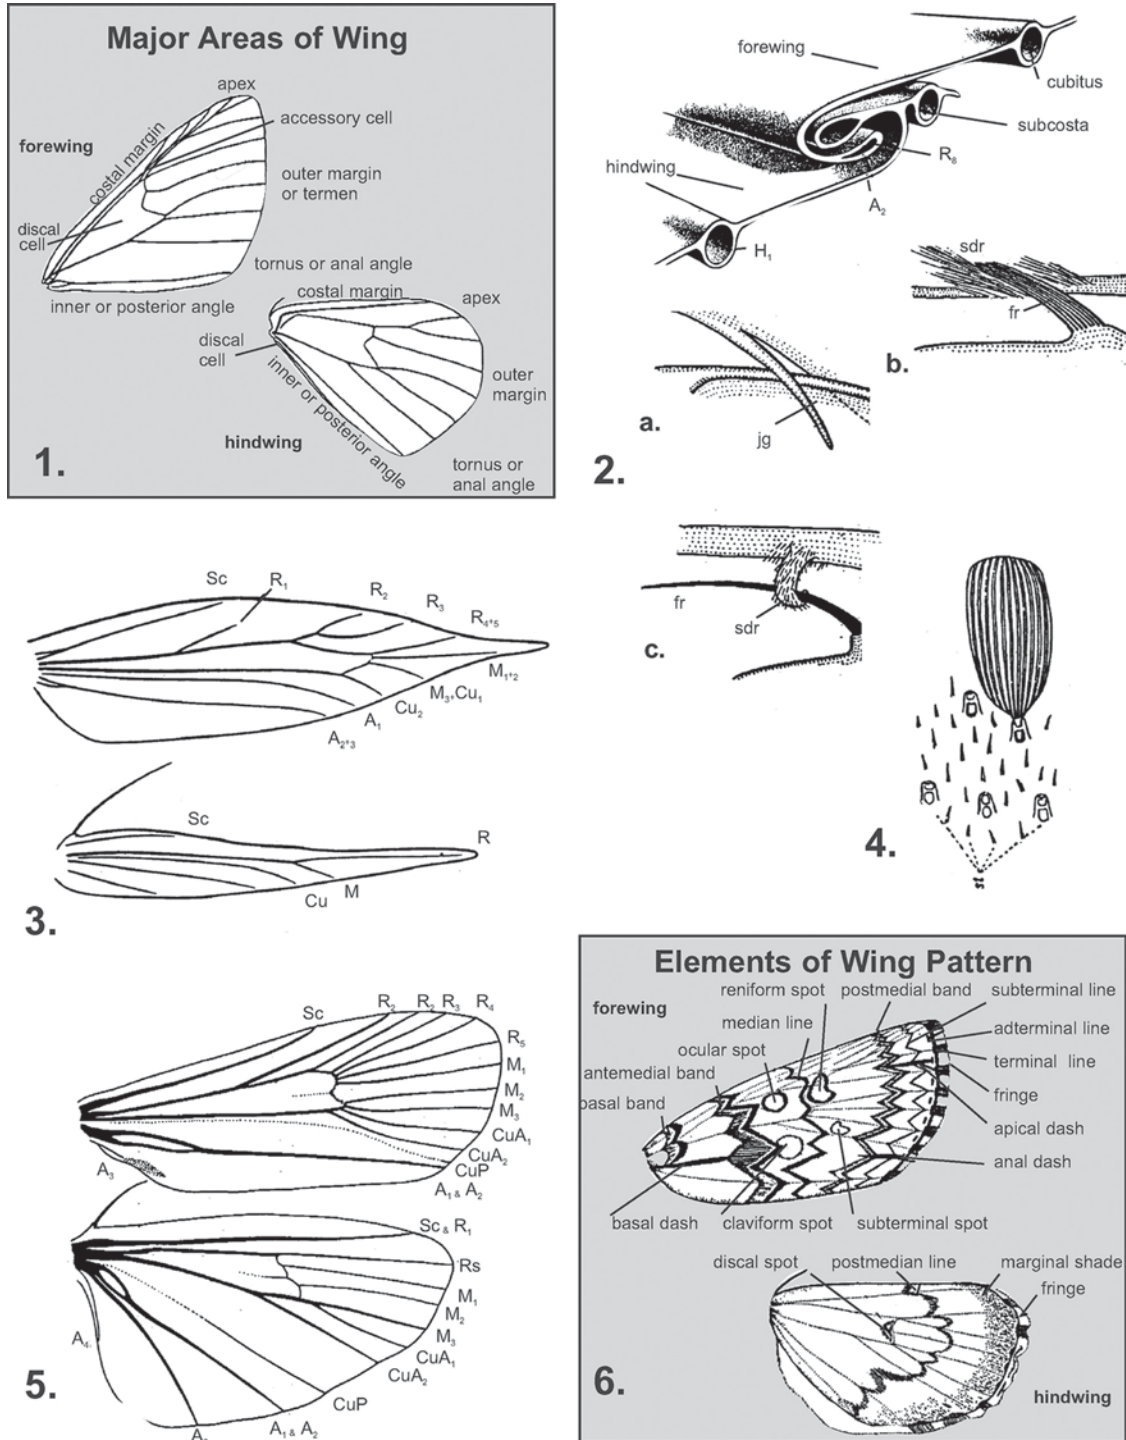 Major Areas of Wing
apex
accessory cell
forewing
costal margin
outer margin
or termen
discal
cell
tornus or anal angle
inner or posterior angle
costal margin
apex
discal
cell
inner or posterior angle
outer
margin
hindwing
tornus or
anal angle
1.
forewing
cubitus
subcosta
R8
hindwing
A2
H1
sdr
fr
b.
a.
jg
2.
fr
sdr
c.
Sc
R1
R2
R3
R4+5
M1+2
M3+Cu1
Cu2
A1
A2+3
Sc
R
M
Cu
3.
4.
Sc
R2
R2
R3
R4
R5
M1
M2
M3
CuA1
CuA2
CuP
A1 & A2
A3
Sc & R1
Rs
M1
M2
M3
CuA1
CuA2
CuP
A1 & A2
A4
5.
Elements of Wing Pattern
forewing
reniform spot
postmedial band
subterminal line
median line
adterminal line
ocular spot
terminal line
antemedial band
fringe
basal band
apical dash
anal dash
basal dash
claviform spot
subterminal spot
discal spot
postmedian line
marginal shade
fringe
6.
hindwing